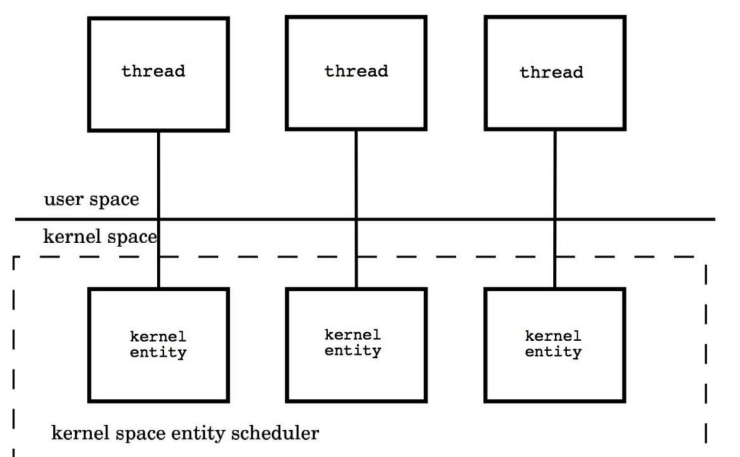 thread
thread
thread
user space
kernel space
kernel
entity
kernel
entity
kernel
entity
kernel space entity scheduler